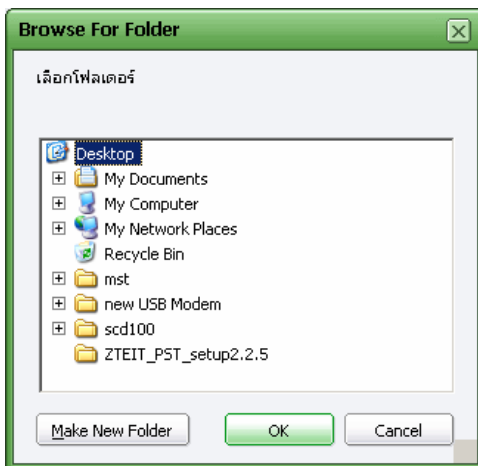 Browse For Folder
เลือกโฟลเดอร์
Desktop
My Documents
My Computer
My Network Places
Recycle Bin
mst
new USB Modem
scd100
ZTEIT_PST_setup2.2.5
Make New Folder
OK
Cancel